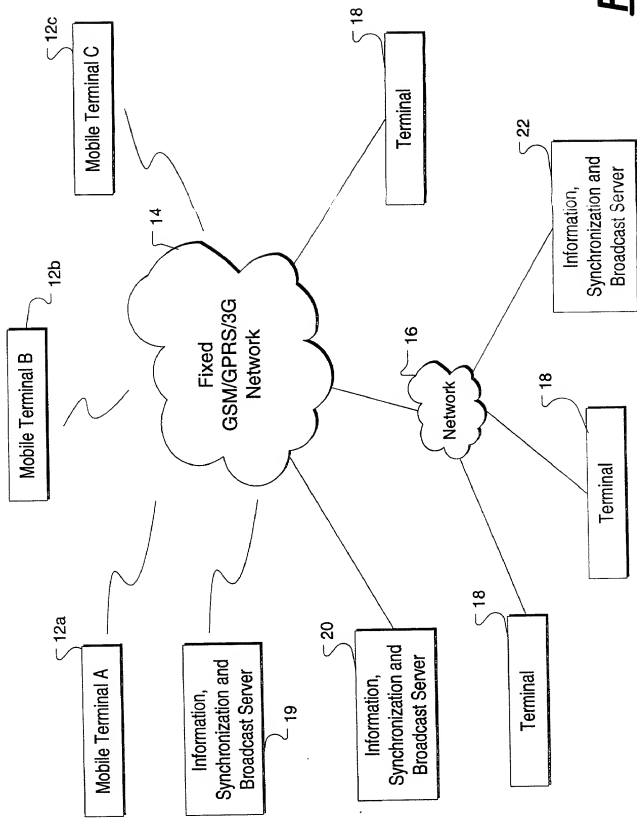 Mobile Terminal B
12b
Mobile Terminal C
12c
Mobile Terminal A
12a
14
Fixed
GSM/GPRS/3G
Network
Information,
Synchronization and
Broadcast Server
19
20
Information,
Synchronization and
Broadcast Server
18
Terminal
16
Network
18
Terminal
18
Terminal
22
Information,
Synchronization and
Broadcast Server